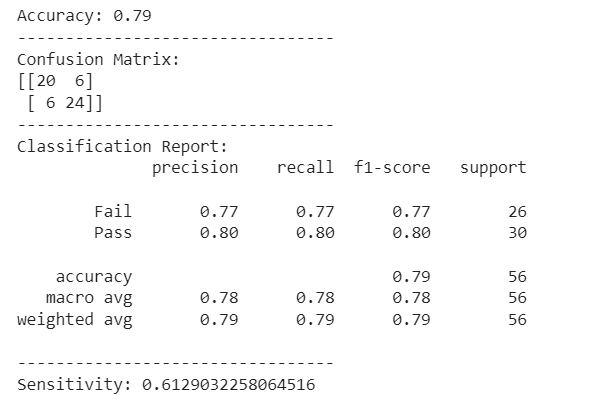 Accuracy: 0.79
---------------------------------
Confusion Matrix:
[[20  6]
 [ 6 24]]
---------------------------------
Classification Report:
              precision    recall  f1-score   support

        Fail       0.77      0.77      0.77        26
        Pass       0.80      0.80      0.80        30

    accuracy                           0.79        56
   macro avg       0.78      0.78      0.78        56
weighted avg       0.79      0.79      0.79        56

---------------------------------
Sensitivity: 0.6129032258064516